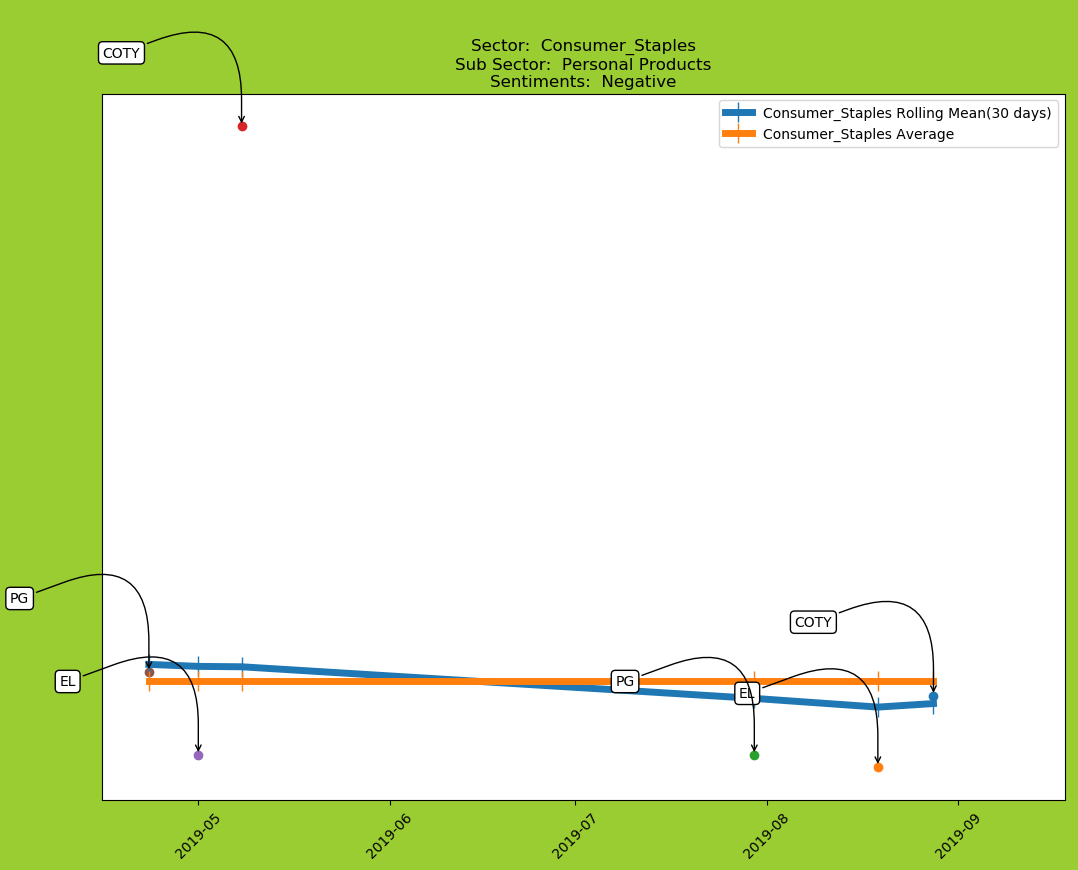 COTY
Sector:  Consumer_Staples
Sub Sector:  Personal Products
Sentiments:  Negative
Consumer_Staples Rolling Mean(30 days)
Consumer_Staples Average
PG
COTY
EL
PG
EL
2019-05
2019-06
2019-07
2019-08
2019-09